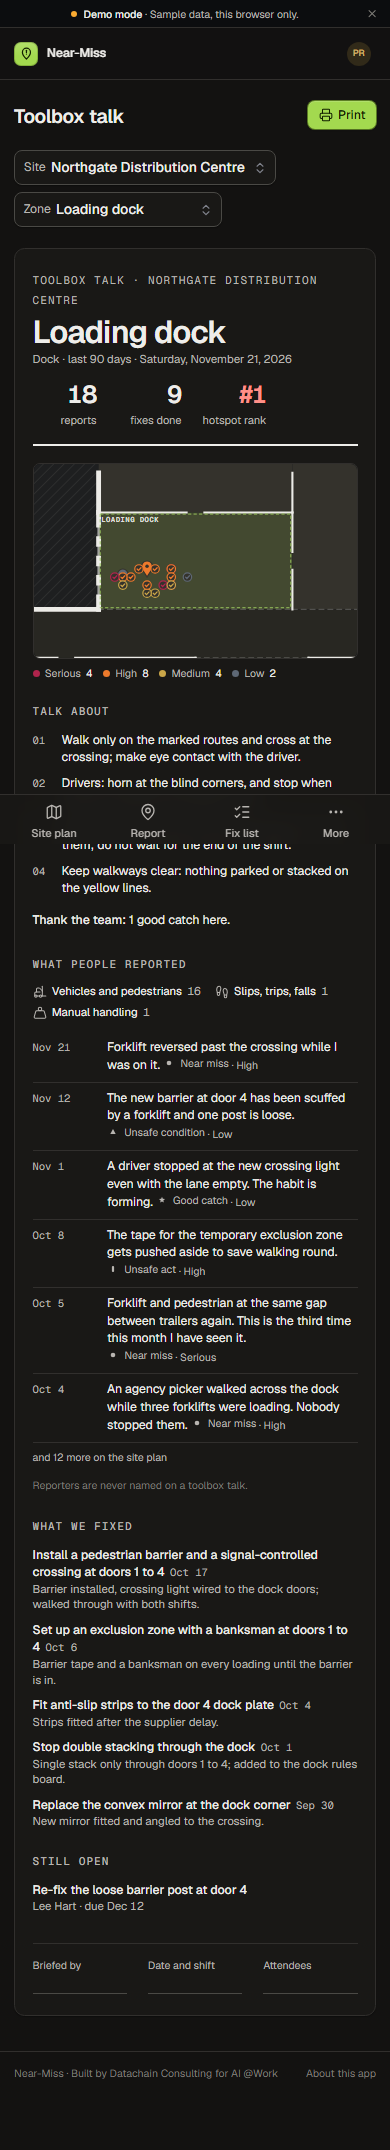 Demo mode · Sample data, this browser only.
Near-Miss
PR
Toolbox talk
Print
Site Northgate Distribution Centre
Zone Loading dock
TOOLBOX TALK · NORTHGATE DISTRIBUTION
CENTRE
Loading dock
Dock · last 90 days · Saturday, November 21, 2026
18 9 #1
reports fixes done hotspot rank
LOADING DOCK
Serious 4 High 8 Medium 4 Low 2
TALK ABOUT
01 Walk only on the marked routes and cross at the
crossing; make eye contact with the driver.
02 Drivers: horn at the blind corners, and stop when
Site plan Report Fix list More
them; do not wait for the end of the shift.
04 Keep walkways clear: nothing parked or stacked on
the yellow lines.
Thank the team: 1 good catch here.
WHAT PEOPLE REPORTED
Vehicles and pedestrians 16 Slips, trips, falls 1
Manual handling 1
Nov 21 Forklift reversed past the crossing while I
was on it. Near miss · High
Nov 12 The new barrier at door 4 has been scuffed
by a forklift and one post is loose.
Unsafe condition · Low
Nov 1 A driver stopped at the new crossing light
even with the lane empty. The habit is
forming. Good catch · Low
Oct 8 The tape for the temporary exclusion zone
gets pushed aside to save walking round.
Unsafe act · High
Oct 5 Forklift and pedestrian at the same gap
between trailers again. This is the third time
this month I have seen it.
Near miss · Serious
Oct 4 An agency picker walked across the dock
while three forklifts were loading. Nobody
stopped them. Near miss · High
and 12 more on the site plan
Reporters are never named on a toolbox talk.
WHAT WE FIXED
Install a pedestrian barrier and a signal-controlled
crossing at doors 1 to 4 Oct 17
Barrier installed, crossing light wired to the dock doors;
walked through with both shifts.
Set up an exclusion zone with a banksman at doors 1 to
4 Oct 6
Barrier tape and a banksman on every loading until the barrier
is in.
Fit anti-slip strips to the door 4 dock plate Oct 4
Strips fitted after the supplier delay.
Stop double stacking through the dock Oct 1
Single stack only through doors 1 to 4; added to the dock rules
board.
Replace the convex mirror at the dock corner Sep 30
New mirror fitted and angled to the crossing.
STILL OPEN
Re-fix the loose barrier post at door 4
Lee Hart · due Dec 12
Briefed by Date and shift Attendees
Near-Miss · Built by Datachain Consulting for AI @Work About this app